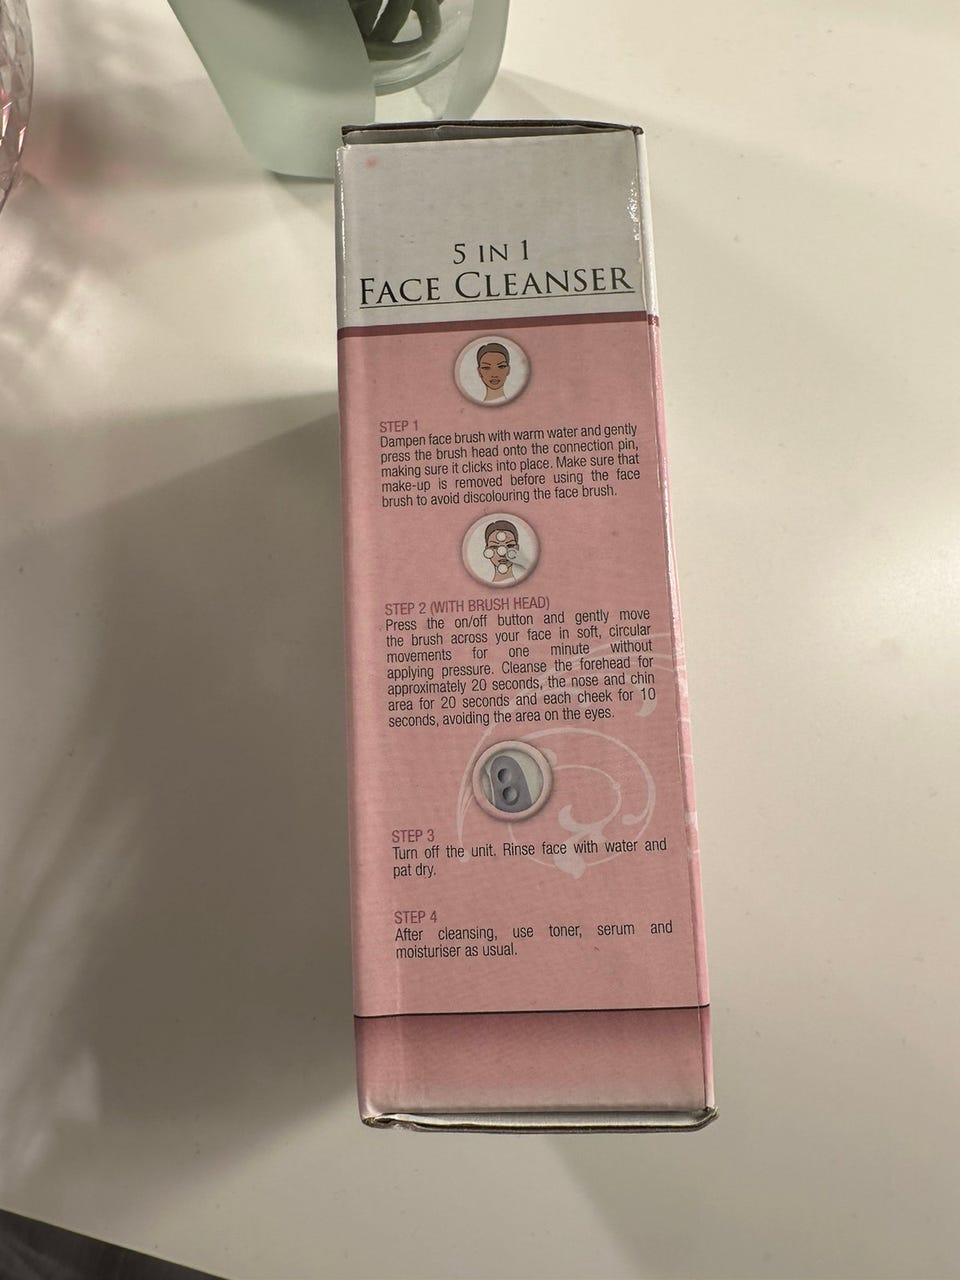 5 IN 1
FACE CLEANSER
STEP 1
Dampen face brush with warm water and gently
press the brush head onto the connection pin,
making sure it clicks into place. Make sure that
make-up is removed before using the face
brush to avoid discolouring the face brush.
STEP 2 (WITH BRUSH HEAD)
Press the on/off button and gently move
the brush across your face in soft, circular
movements for one minute without
applying pressure. Cleanse the forehead for
approximately 20 seconds, the nose and chin
area for 20 seconds and each cheek for 10
seconds, avoiding the area on the eyes.
STEP 3
Turn off the unit. Rinse face with water and
pat dry.
STEP 4
After cleansing, use toner, serum and
moisturiser as usual.